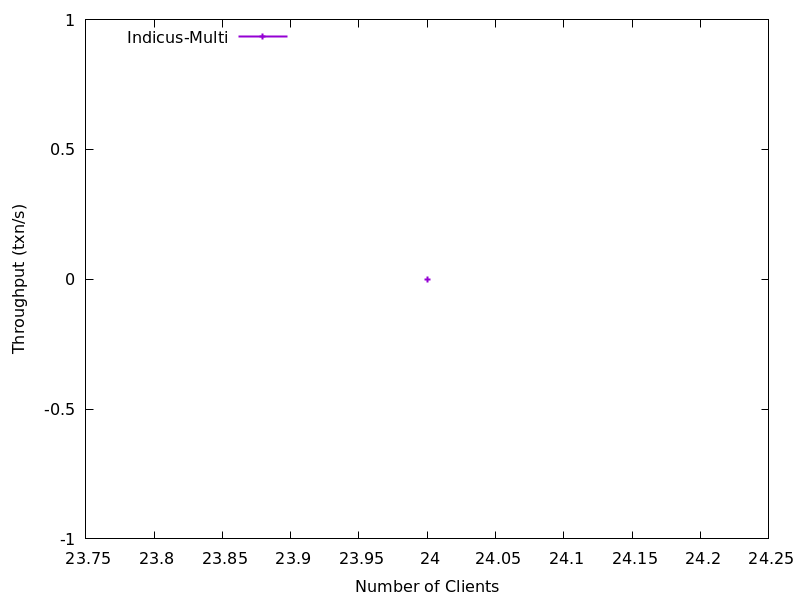 1
Indicus-Multi
0.5
0
-0.5
-1
Throughput (txn/s)
23.75 23.8 23.85 23.9 23.95 24 24.05 24.1 24.15 24.2 24.25
Number of Clients